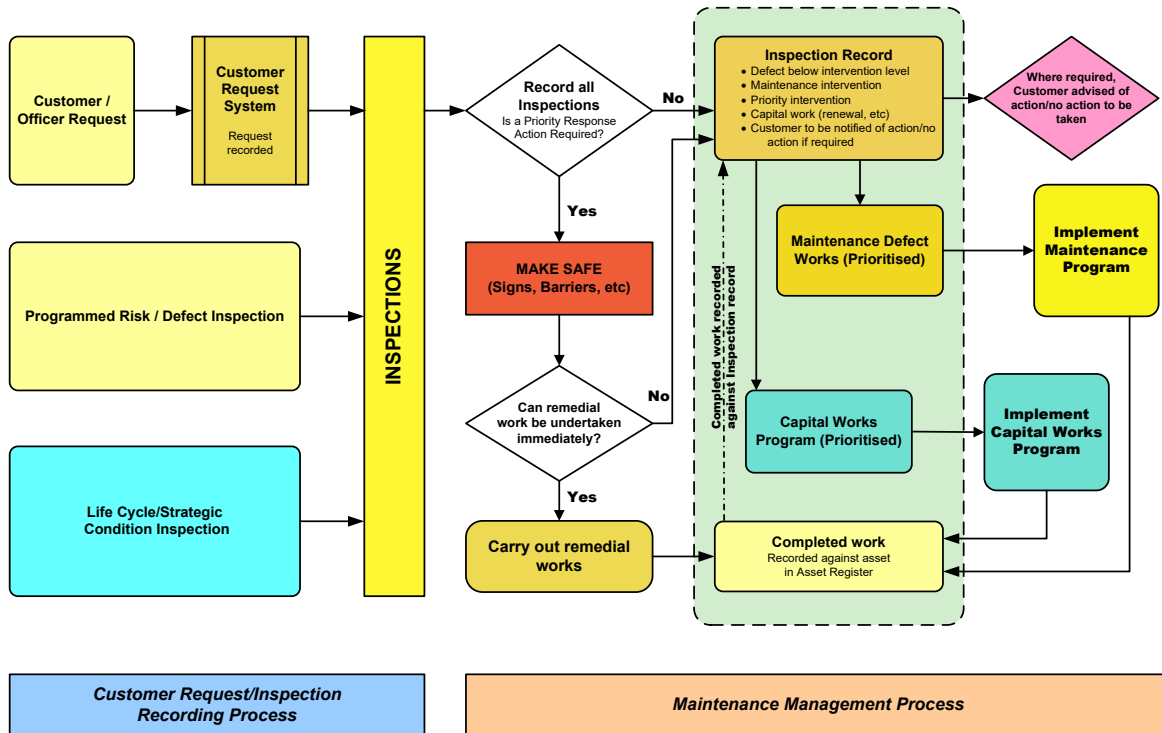 Customer /
Officer Request
Customer
Request
System
Request
recorded
INSPECTIONS
Programmed Risk / Defect Inspection
Life Cycle/Strategic
Condition Inspection
Record all
Inspections
Is a Priority Response
Action Required?
No
Yes
MAKE SAFE
(Signs, Barriers, etc)
Can remedial
work be undertaken
immediately?
No
Yes
Carry out remedial
works
Inspection Record
• Defect below intervention level
• Maintenance intervention
• Priority intervention
• Capital work (renewal, etc)
• Customer to be notified of action/no
action if required
Where required,
Customer advised of
action/no action to be
taken
Maintenance Defect
Works (Prioritised)
Implement
Maintenance
Program
Completed work recorded
against Inspection record
Capital Works
Program (Prioritised)
Implement
Capital Works
Program
Completed work
Recorded against asset
in Asset Register
Customer Request/Inspection
Recording Process
Maintenance Management Process